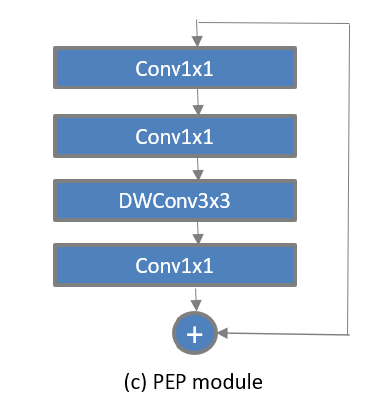 Conv1x1
Conv1x1
DWConv3x3
Conv1x1
+
(c) PEP module